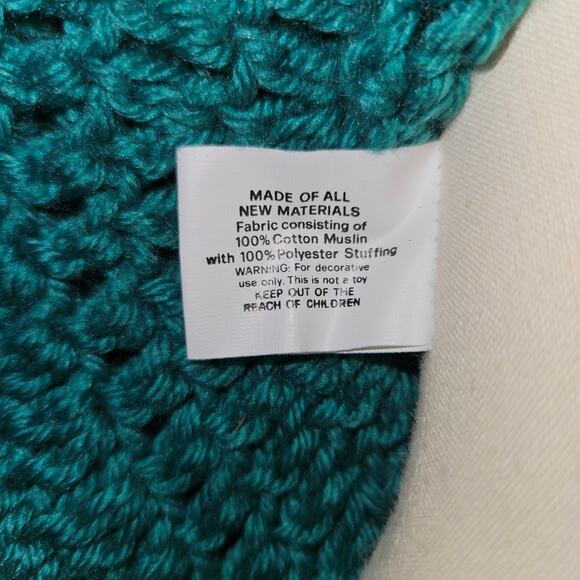 MADE OF ALL
NEW MATERIALS
Fabric consisting of
100% Cotton Muslin
with 100% Polyester Stuffing
WARNING: For decorative
use only. This is not a toy
KEEP OUT OF THE
REACH OF CHILDREN